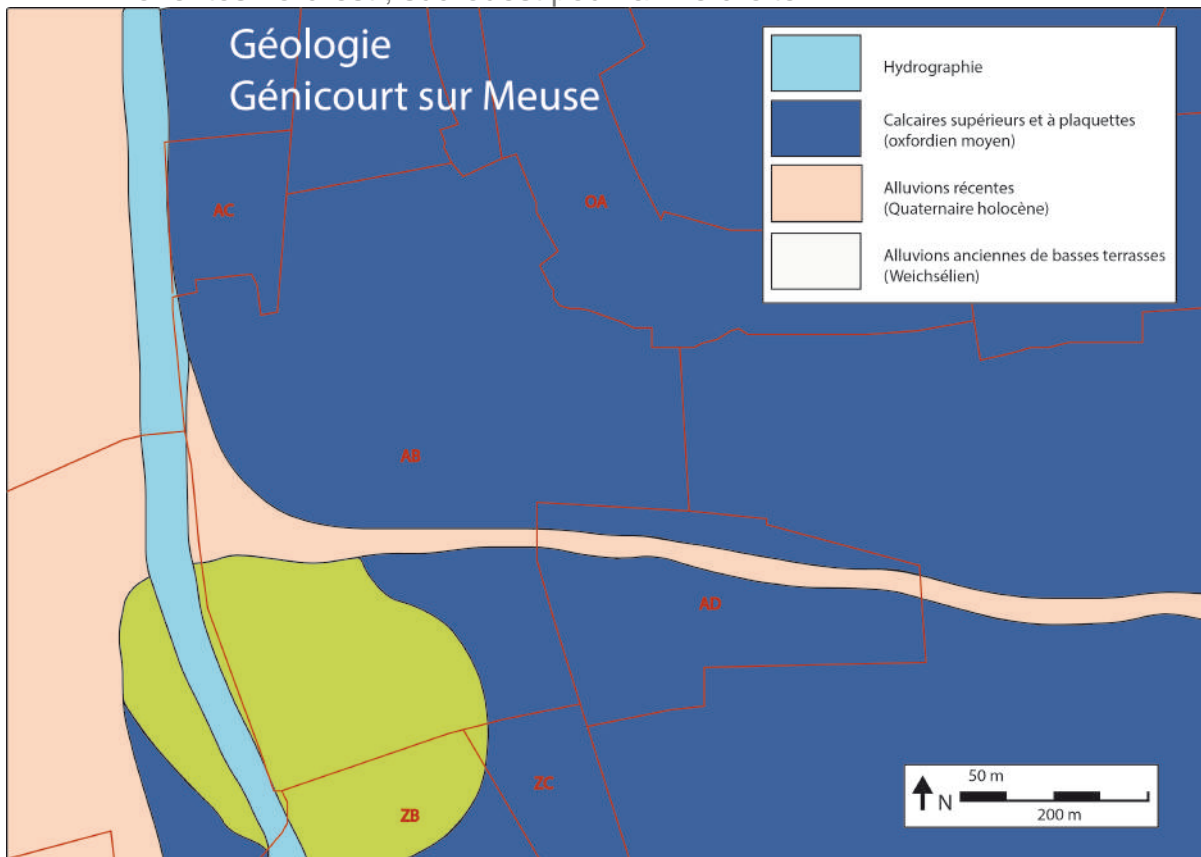 Géologie
Génicourt sur Meuse
Hydrographie
Calcaires supérieurs et à plaquettes
(oxfordien moyen)
Alluvions récentes
(Quaternaire holocène)
Alluvions anciennes de basses terrasses
(Weichsélien)
AC
OA
AB
AD
ZC
ZB
N
50 m
200 m